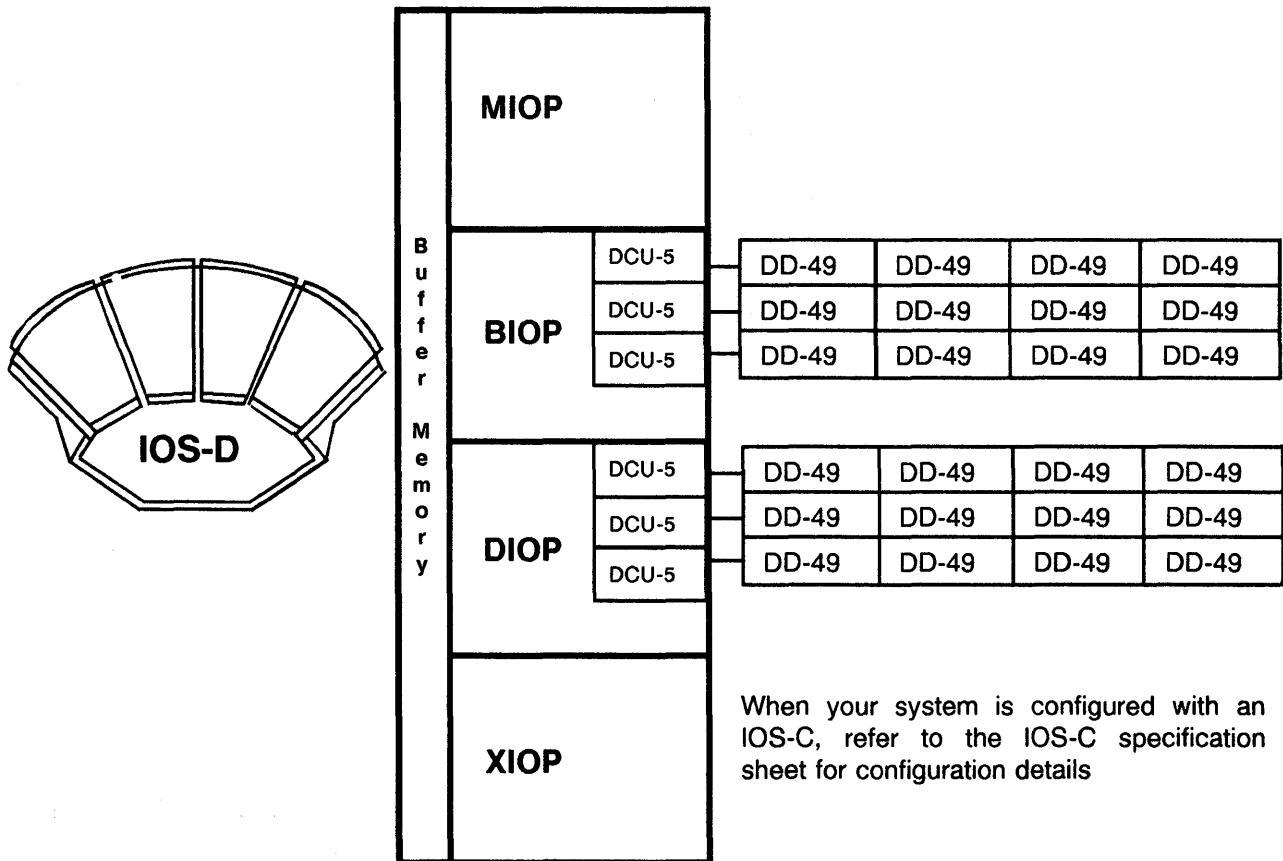 IOS-D
Buffer Memory
MIOP
BIOP
DCU-5
DCU-5
DCU-5
DD-49 DD-49 DD-49 DD-49
DD-49 DD-49 DD-49 DD-49
DD-49 DD-49 DD-49 DD-49
DIOP
DCU-5
DCU-5
DCU-5
DD-49 DD-49 DD-49 DD-49
DD-49 DD-49 DD-49 DD-49
DD-49 DD-49 DD-49 DD-49
XIOP
When your system is configured with an
IOS-C, refer to the IOS-C specification
sheet for configuration details